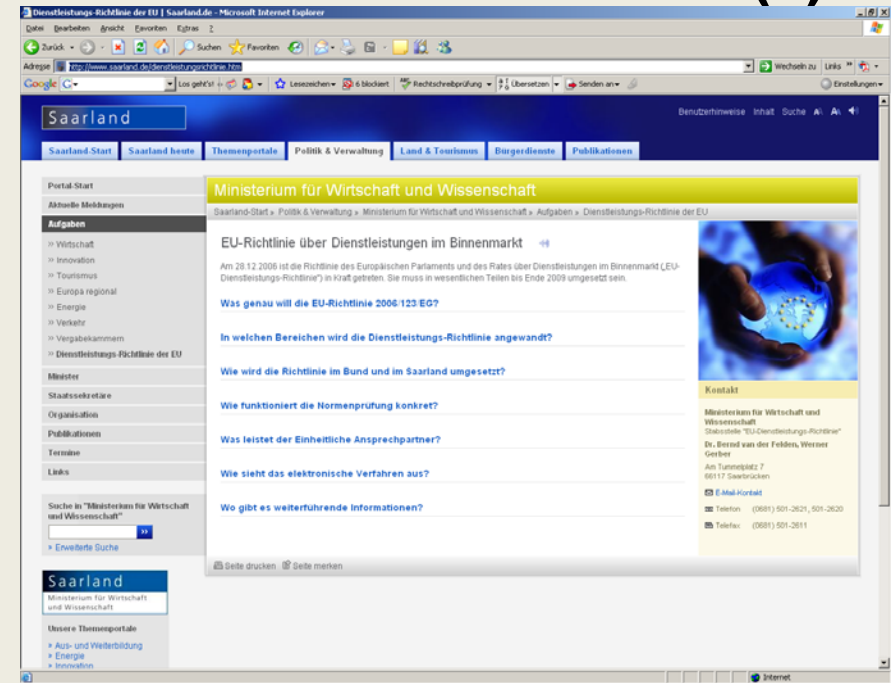 Dienstleistungs-Richtlinie der EU | Saarland.de - Microsoft Internet Explorer
Datei Bearbeiten Ansicht Favoriten Extras ?
Zurück Suchen Favoriten
Adresse http://www.saarland.de/dienstleistungsrichtlinie.htm Wechseln zu Links »
Google G Los geht's! Lesezeichen 6 blockiert Rechtschreibprüfung Übersetzen Senden an Einstellungen
Saarland
Benutzerhinweise Inhalt Suche A A
Saarland-Start Saarland heute Themenportale Politik & Verwaltung Land & Tourismus Bürgerdienste Publikationen
Portal-Start
Aktuelle Meldungen
Aufgaben
» Wirtschaft
» Innovation
» Tourismus
» Europa regional
» Energie
» Verkehr
» Vergabekammern
» Dienstleistungs-Richtlinie der EU
Minister
Staatssekretäre
Organisation
Publikationen
Termine
Links
Suche in "Ministerium für Wirtschaft
und Wissenschaft"
»
» Erweiterte Suche
Saarland
Ministerium für Wirtschaft
und Wissenschaft
Unsere Themenportale
» Aus- und Weiterbildung
» Energie
» Innovation
Ministerium für Wirtschaft und Wissenschaft
Saarland-Start » Politik & Verwaltung » Ministerium für Wirtschaft und Wissenschaft » Aufgaben » Dienstleistungs-Richtlinie der EU
EU-Richtlinie über Dienstleistungen im Binnenmarkt
Am 28.12.2006 ist die Richtlinie des Europäischen Parlaments und des Rates über Dienstleistungen im Binnenmarkt („EU-
Dienstleistungs-Richtlinie") in Kraft getreten. Sie muss in wesentlichen Teilen bis Ende 2009 umgesetzt sein.
Was genau will die EU-Richtlinie 2006/123/EG?
In welchen Bereichen wird die Dienstleistungs-Richtlinie angewandt?
Wie wird die Richtlinie im Bund und im Saarland umgesetzt?
Wie funktioniert die Normenprüfung konkret?
Was leistet der Einheitliche Ansprechpartner?
Wie sieht das elektronische Verfahren aus?
Wo gibt es weiterführende Informationen?
Seite drucken Seite merken
Kontakt
Ministerium für Wirtschaft und
Wissenschaft
Stabsstelle "EU-Dienstleistungs-Richtlinie"
Dr. Bernd van der Felden, Werner
Gerber
Am Tummelplatz 7
66117 Saarbrücken
E-Mail-Kontakt
Telefon (0681) 501-2621, 501-2620
Telefax (0681) 501-2611
Internet